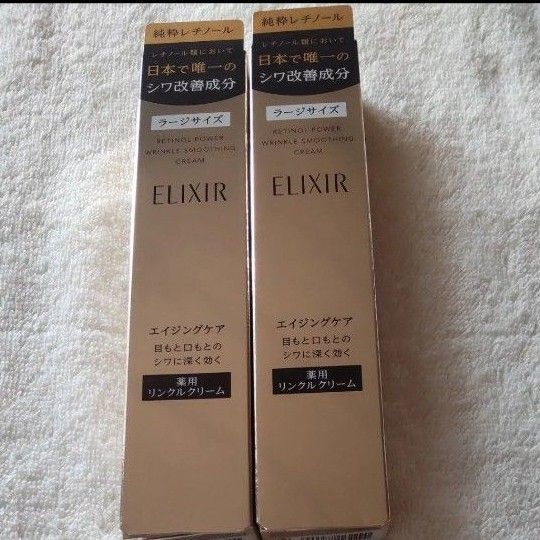 純粋レチノール
レチノール類において
日本で唯一の
シワ改善成分
ラージサイズ
RETINOL POWER
WRINKLE SMOOTHING
CREAM
ELIXIR
エイジングケア
目もと口もとの
シワに深く効く
薬用
リンクルクリーム
純粋レチノール
レチノール類において
日本で唯一の
シワ改善成分
ラージサイズ
RETINOL POWER
WRINKLE SMOOTHING
CREAM
ELIXIR
エイジングケア
目もと口もとの
シワに深く効く
薬用
リンクルクリーム